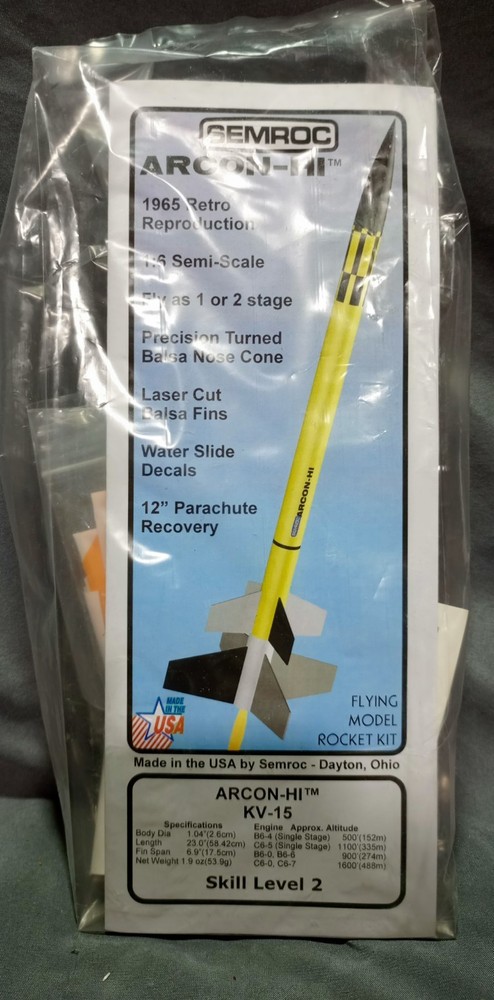 SEMROC
ARCON-HI™
1965 Retro
Reproduction
1:6 Semi-Scale
Fly as 1 or 2 stage
Precision Turned
Balsa Nose Cone
Laser Cut
Balsa Fins
Water Slide
Decals
12" Parachute
Recovery
ARCON-HI
MADE
IN THE
USA
FLYING
MODEL
ROCKET KIT
Made in the USA by Semroc - Dayton, Ohio
ARCON-HI™
KV-15
Specifications
Body Dia 1.04"(2.6cm)
Length 23.0"(58.42cm)
Fin Span 6.9"(17.5cm)
Net Weight 1.9 oz(53.9g)
Engine Approx. Altitude
B6-4 (Single Stage) 500'(152m)
C6-5 (Single Stage) 1100'(335m)
B6-0, B6-6 900'(274m)
C6-0, C6-7 1600'(488m)
Skill Level 2